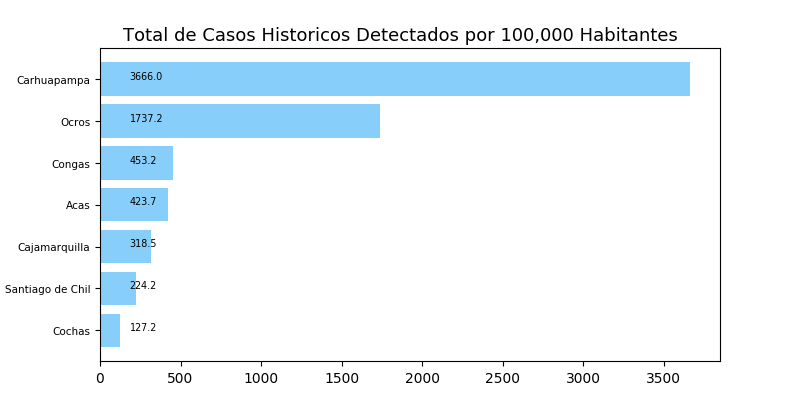 Total de Casos Historicos Detectados por 100,000 Habitantes
Carhuapampa 3666.0
Ocros 1737.2
Congas 453.2
Acas 423.7
Cajamarquilla 318.5
Santiago de Chil 224.2
Cochas 127.2
0 500 1000 1500 2000 2500 3000 3500